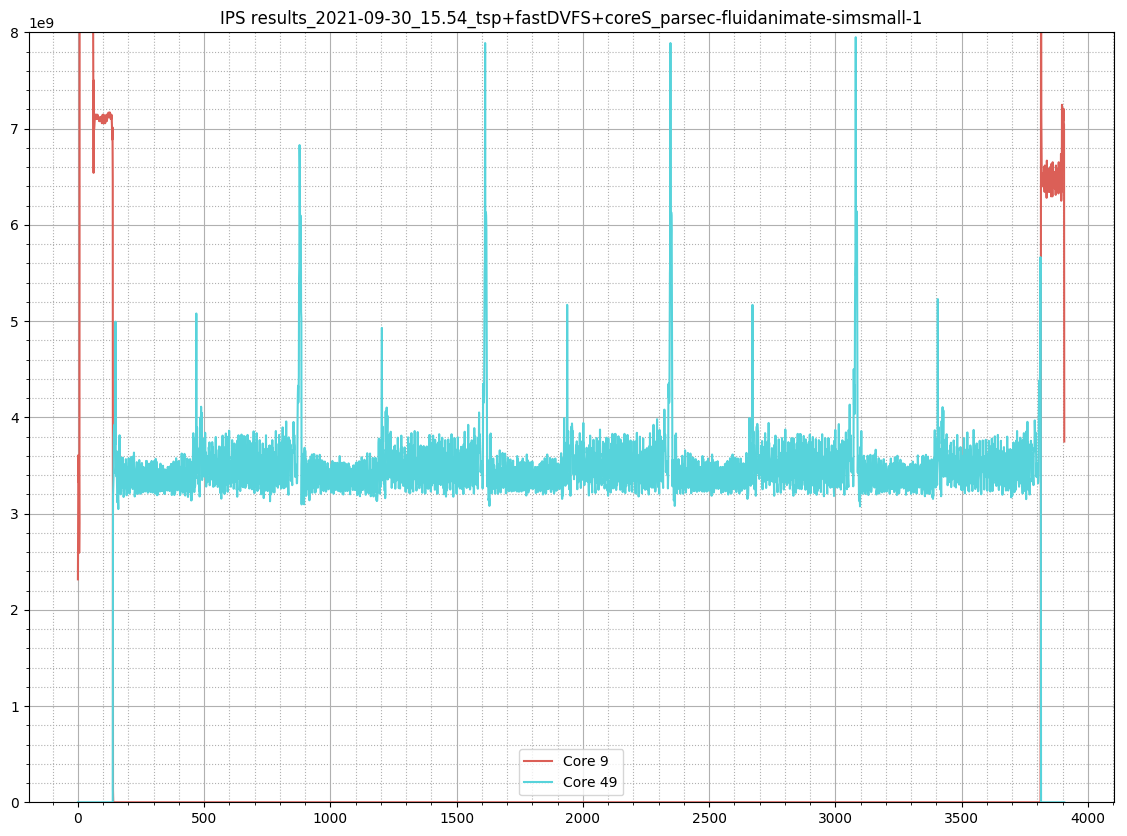 IPS results_2021-09-30_15.54_tsp+fastDVFS+coreS_parsec-fluidanimate-simsmall-1
1e9
8
7
6
5
4
3
2
1
0
Core 9
Core 49
0 500 1000 1500 2000 2500 3000 3500 4000